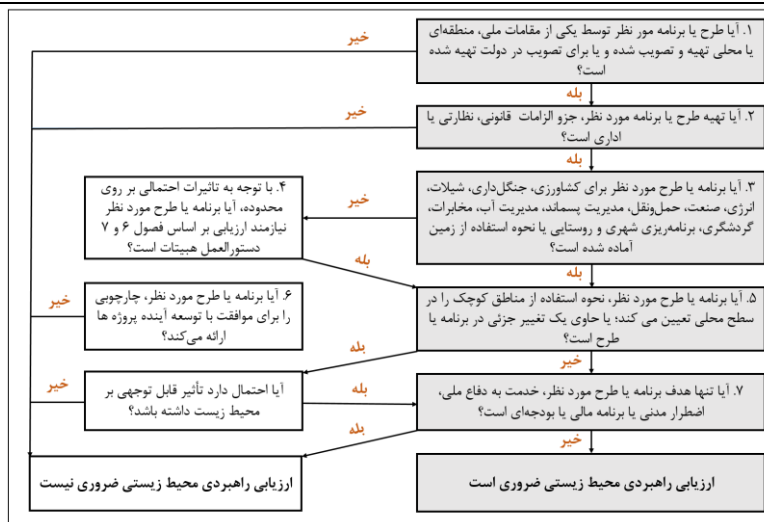 ۱. آیا طرح یا برنامه مور نظر توسط یکی از مقامات ملی، منطقه‌ای
یا محلی تهیه و تصویب شده و یا برای تصویب در دولت تهیه شده
است؟
خیر
بله
۲. آیا تهیه طرح یا برنامه مورد نظر، جزو الزامات قانونی، نظارتی یا
اداری است؟
خیر
بله
۳. آیا برنامه یا طرح مورد نظر برای کشاورزی، جنگل‌داری، شیلات،
انرژی، صنعت، حمل‌ونقل، مدیریت پسماند، مدیریت آب، مخابرات،
گردشگری، برنامه‌ریزی شهری و روستایی یا نحوه استفاده از زمین
آماده شده است؟
خیر
بله
۴. با توجه به تاثیرات احتمالی بر روی
محدوده، آیا برنامه یا طرح مورد نظر
نیازمند ارزیابی بر اساس فصول ۶ و ۷
دستورالعمل هبیتات است؟
بله
۵. آیا برنامه یا طرح مورد نظر، نحوه استفاده از مناطق کوچک را در
سطح محلی تعیین می کند؛ یا حاوی یک تغییر جزئی در برنامه یا
طرح است؟
بله
خیر
۶. آیا برنامه یا طرح مورد نظر، چارچوبی
را برای موافقت با توسعه آینده پروژه ها
ارائه می‌کند؟
خیر
۷. آیا تنها هدف برنامه یا طرح مورد نظر، خدمت به دفاع ملی،
اضطرار مدنی یا برنامه مالی یا بودجه‌ای است؟
بله
خیر
آیا احتمال دارد تأثیر قابل توجهی بر
محیط زیست داشته باشد؟
خیر
بله
ارزیابی راهبردی محیط زیستی ضروری است
ارزیابی راهبردی محیط زیستی ضروری نیست